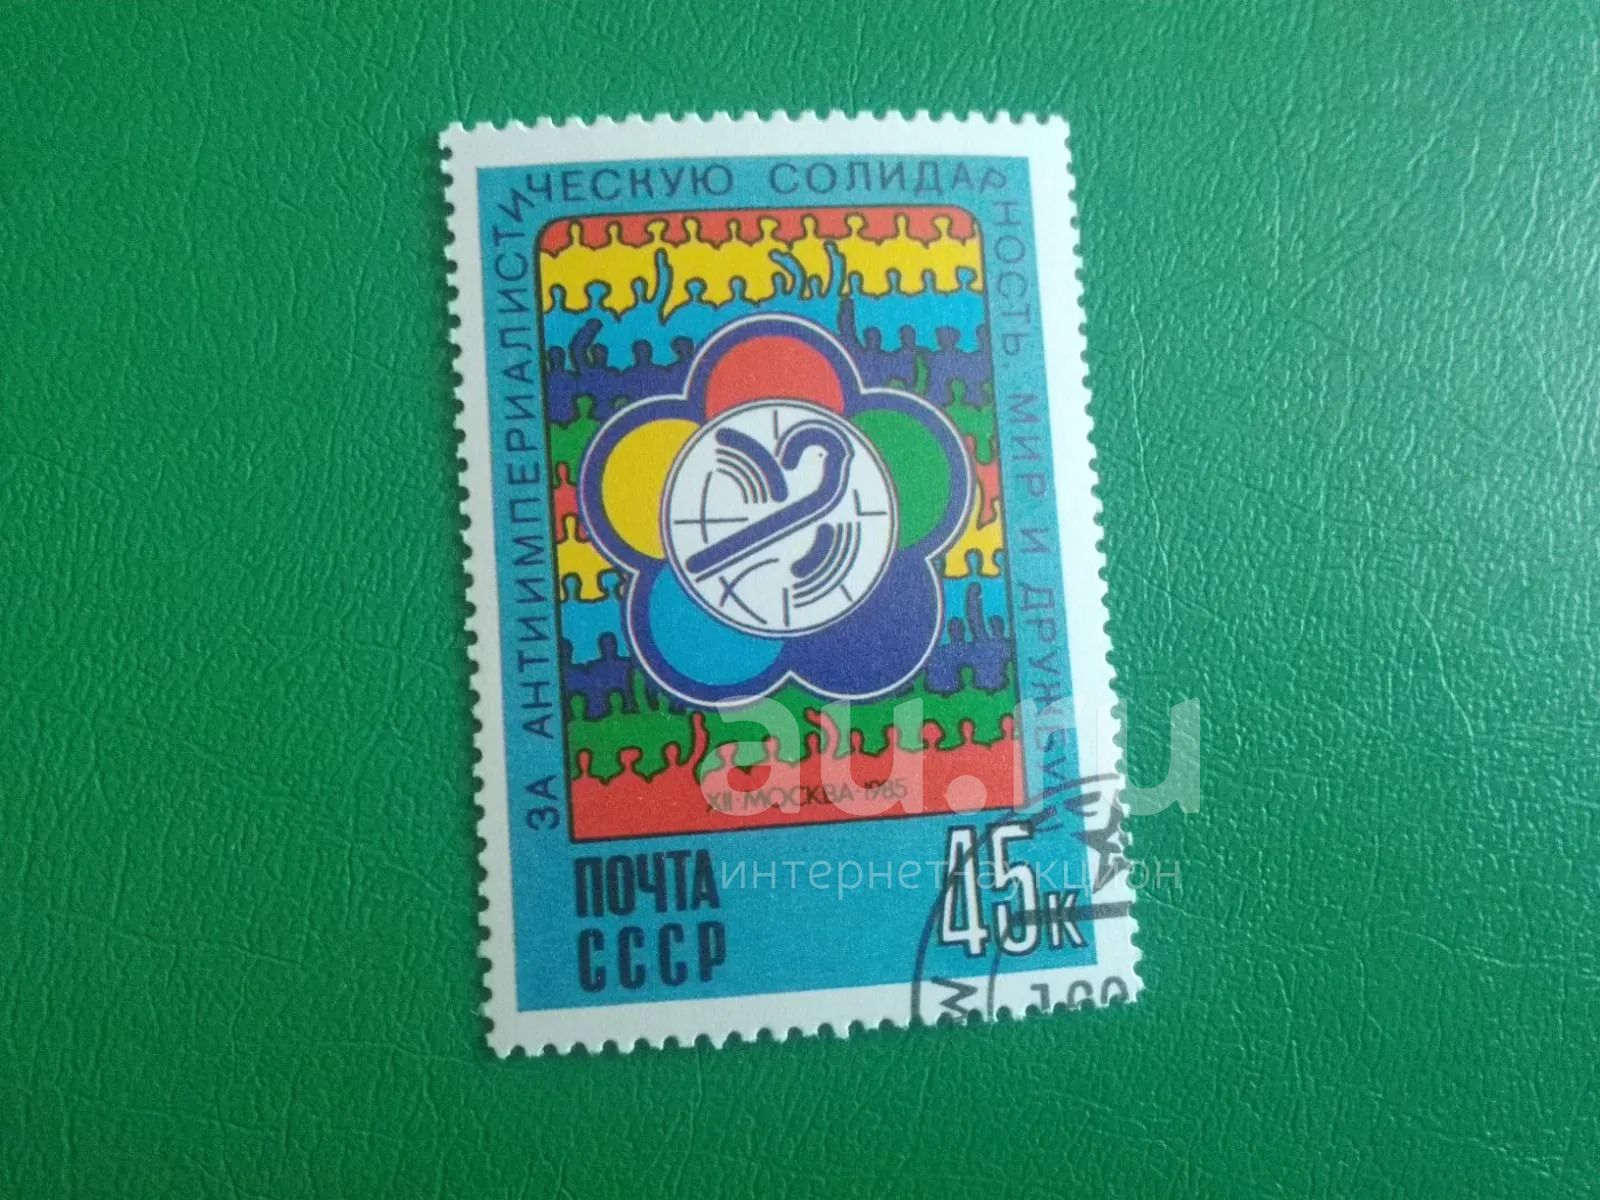 ЗА АНТИИМПЕРИАЛИСТИЧЕСКУЮ СОЛИДАРНОСТЬ, МИР И ДРУЖБУ!
XII·МОСКВА·1985
ПОЧТА
СССР
45к
au.ru
интернет-аукцион